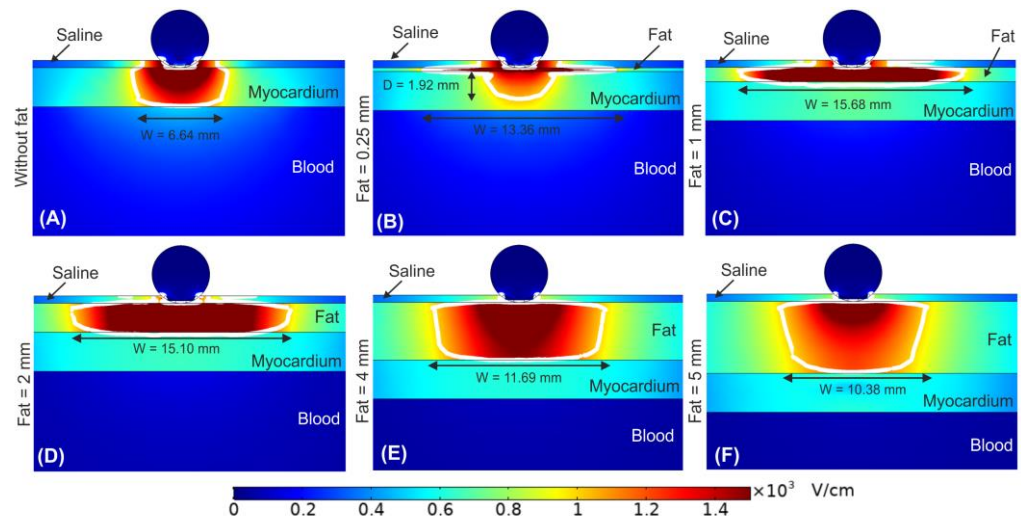 Saline
Myocardium
W = 6.64 mm
Blood
Without fat
(A)
Saline
Fat
D = 1.92 mm
Myocardium
W = 13.36 mm
Blood
Fat = 0.25 mm
(B)
Saline
Fat
W = 15.68 mm
Myocardium
Blood
Fat = 1 mm
(C)
Saline
Fat
W = 15.10 mm
Myocardium
Blood
Fat = 2 mm
(D)
Saline
Fat
W = 11.69 mm
Myocardium
Blood
Fat = 4 mm
(E)
Saline
Fat
W = 10.38 mm
Myocardium
Blood
Fat = 5 mm
(F)
×10³ V/cm
0 0.2 0.4 0.6 0.8 1 1.2 1.4